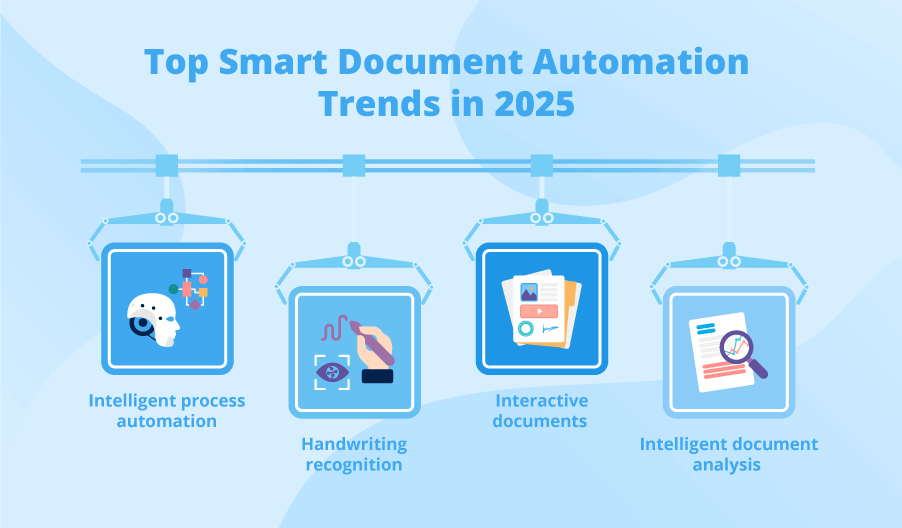 Top Smart Document Automation
Trends in 2025
Intelligent process
automation
Handwriting
recognition
Interactive
documents
Intelligent document
analysis